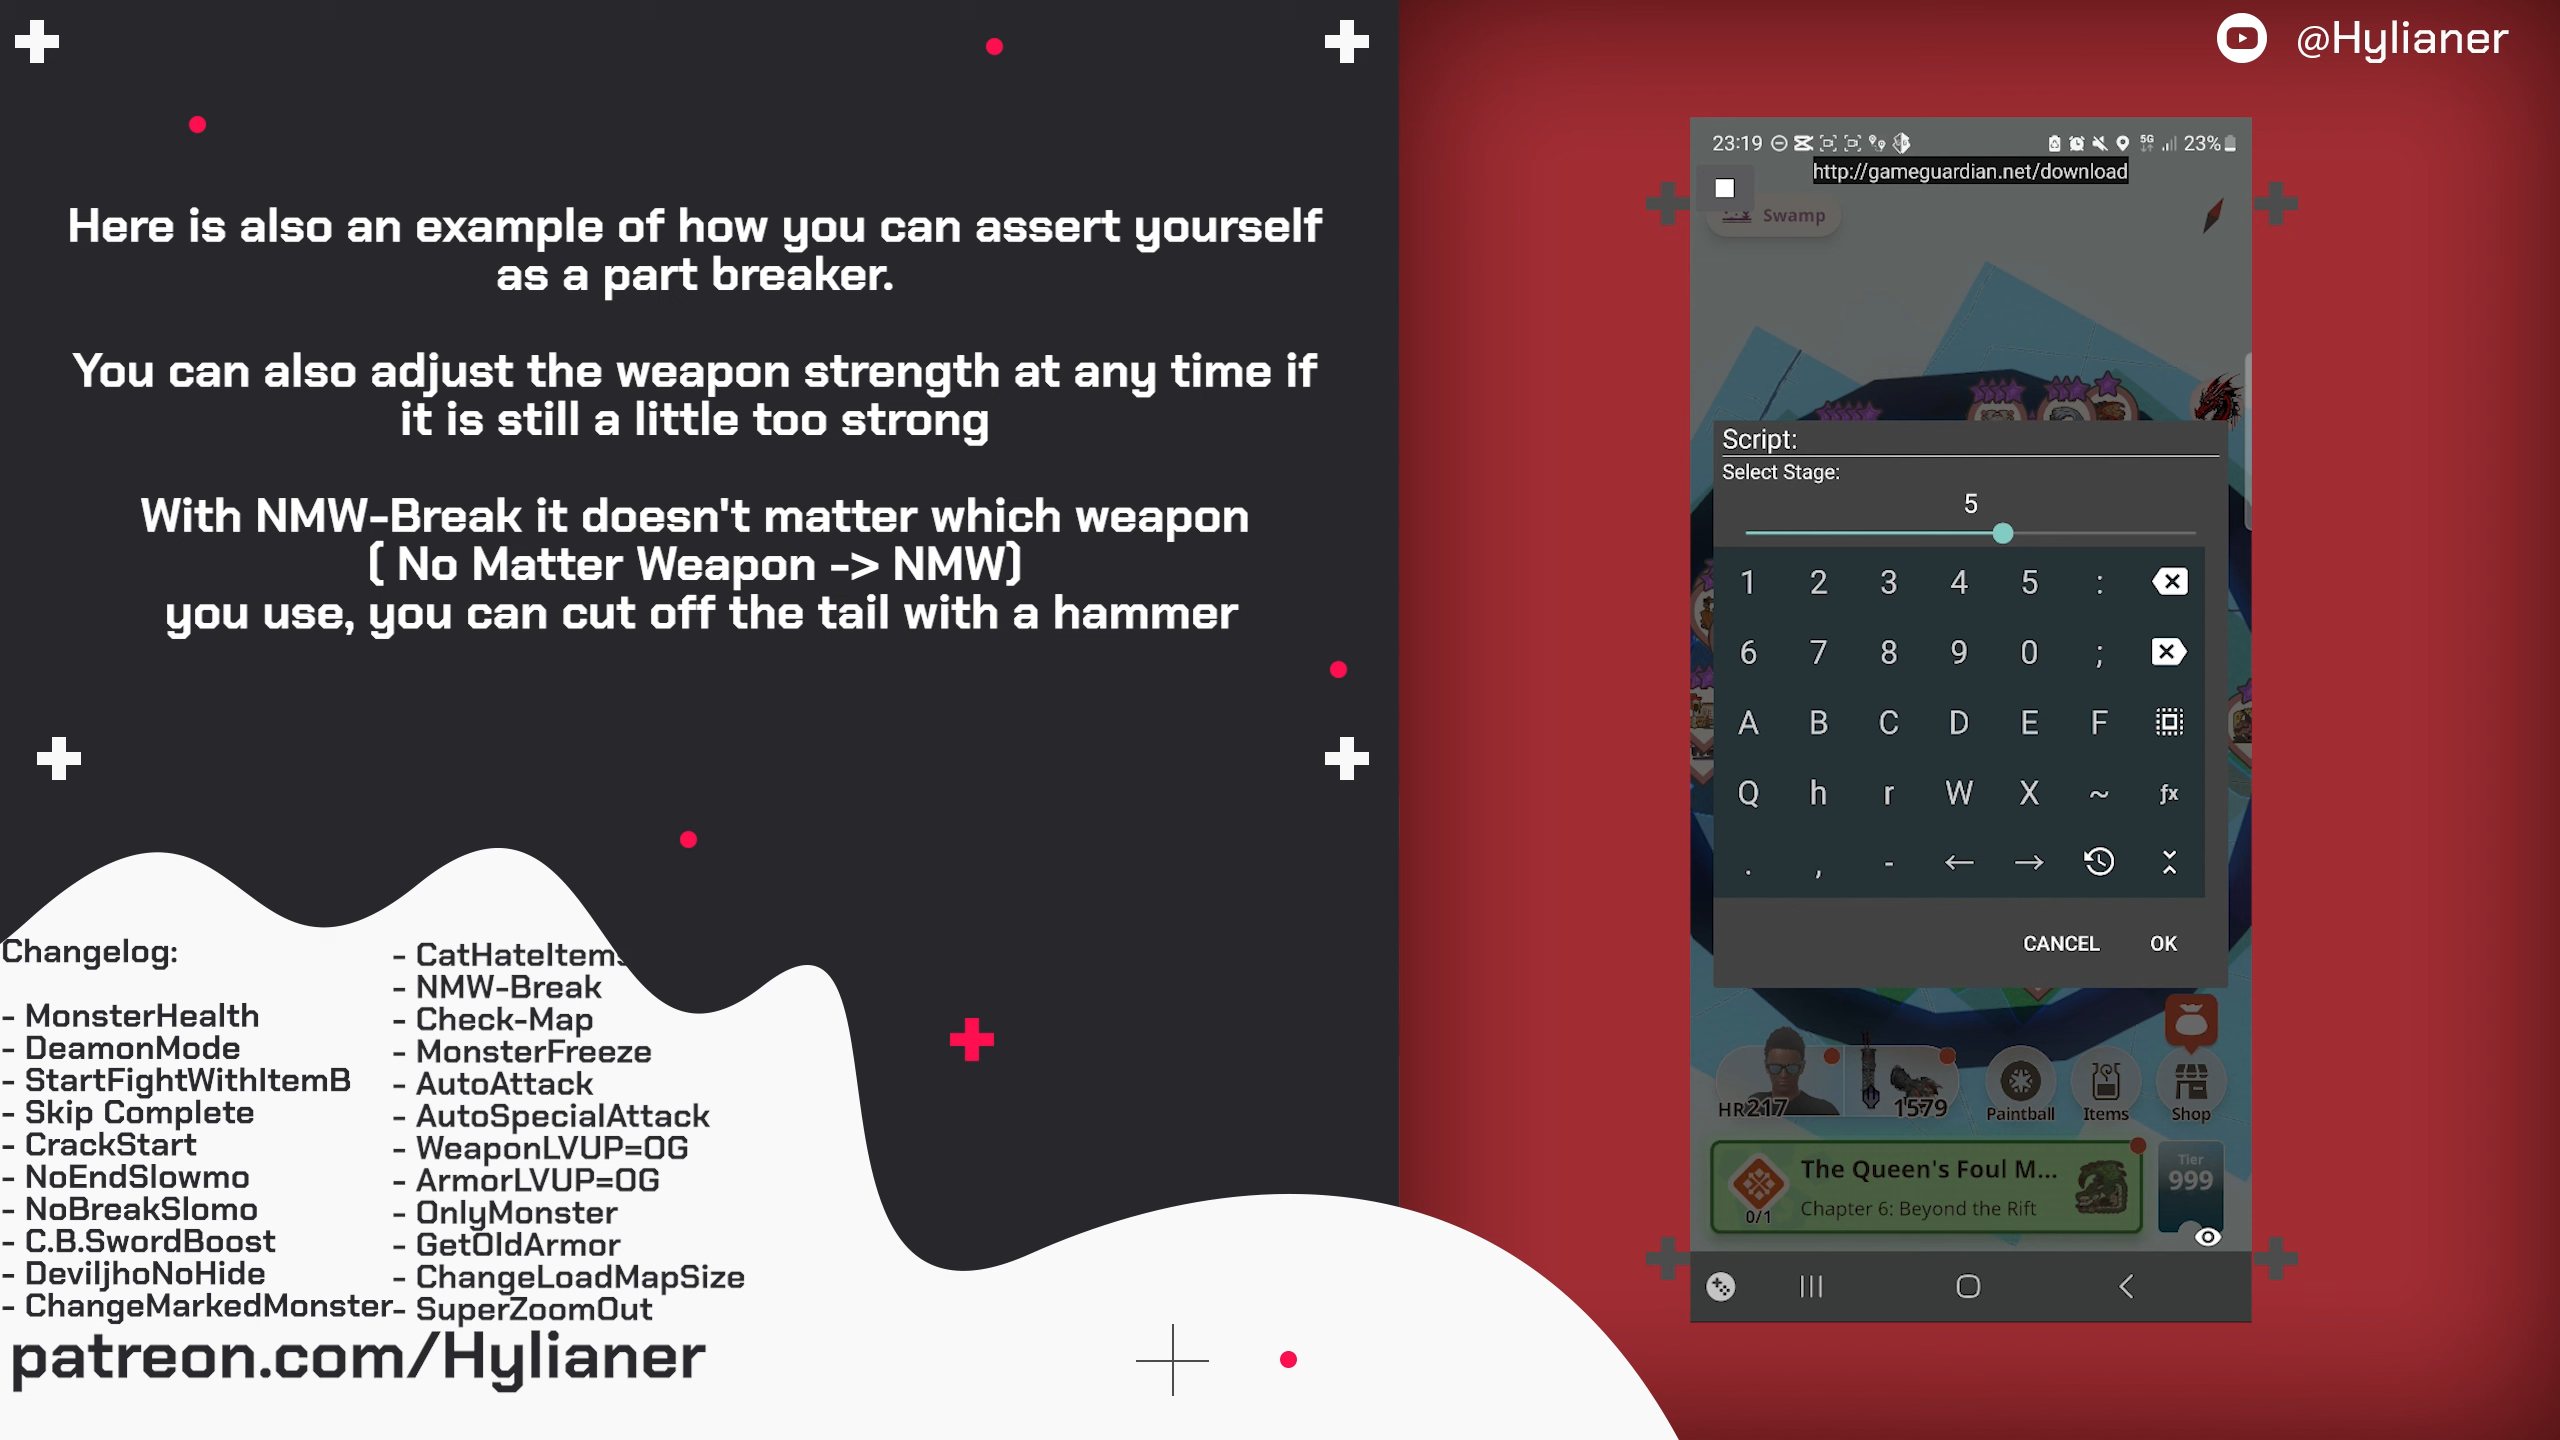 @Hylianer
Here is also an example of how you can assert yourself
as a part breaker.
You can also adjust the weapon strength at any time if
it is still a little too strong
With NMW-Break it doesn't matter which weapon
( No Matter Weapon -> NMW)
you use, you can cut off the tail with a hammer
Changelog:
- MonsterHealth
- DeamonMode
- StartFightWithItemB
- Skip Complete
- CrackStart
- NoEndSlowmo
- NoBreakSlomo
- C.B.SwordBoost
- DeviljhoNoHide
- ChangeMarkedMonster
- CatHateItems
- NMW-Break
- Check-Map
- MonsterFreeze
- AutoAttack
- AutoSpecialAttack
- WeaponLVUP=OG
- ArmorLVUP=OG
- OnlyMonster
- GetOldArmor
- ChangeLoadMapSize
- SuperZoomOut
patreon.com/Hylianer
23:19 5G 23%
http://gameguardian.net/download
Swamp
Script:
Select Stage:
5
1 2 3 4 5 :
6 7 8 9 0 ;
A B C D E F
Q h r W X ~ fx
. , - ← →
CANCEL OK
HR217 1579 Paintball Items Shop
The Queen's Foul M...
Chapter 6: Beyond the Rift
0/1
Tier
999